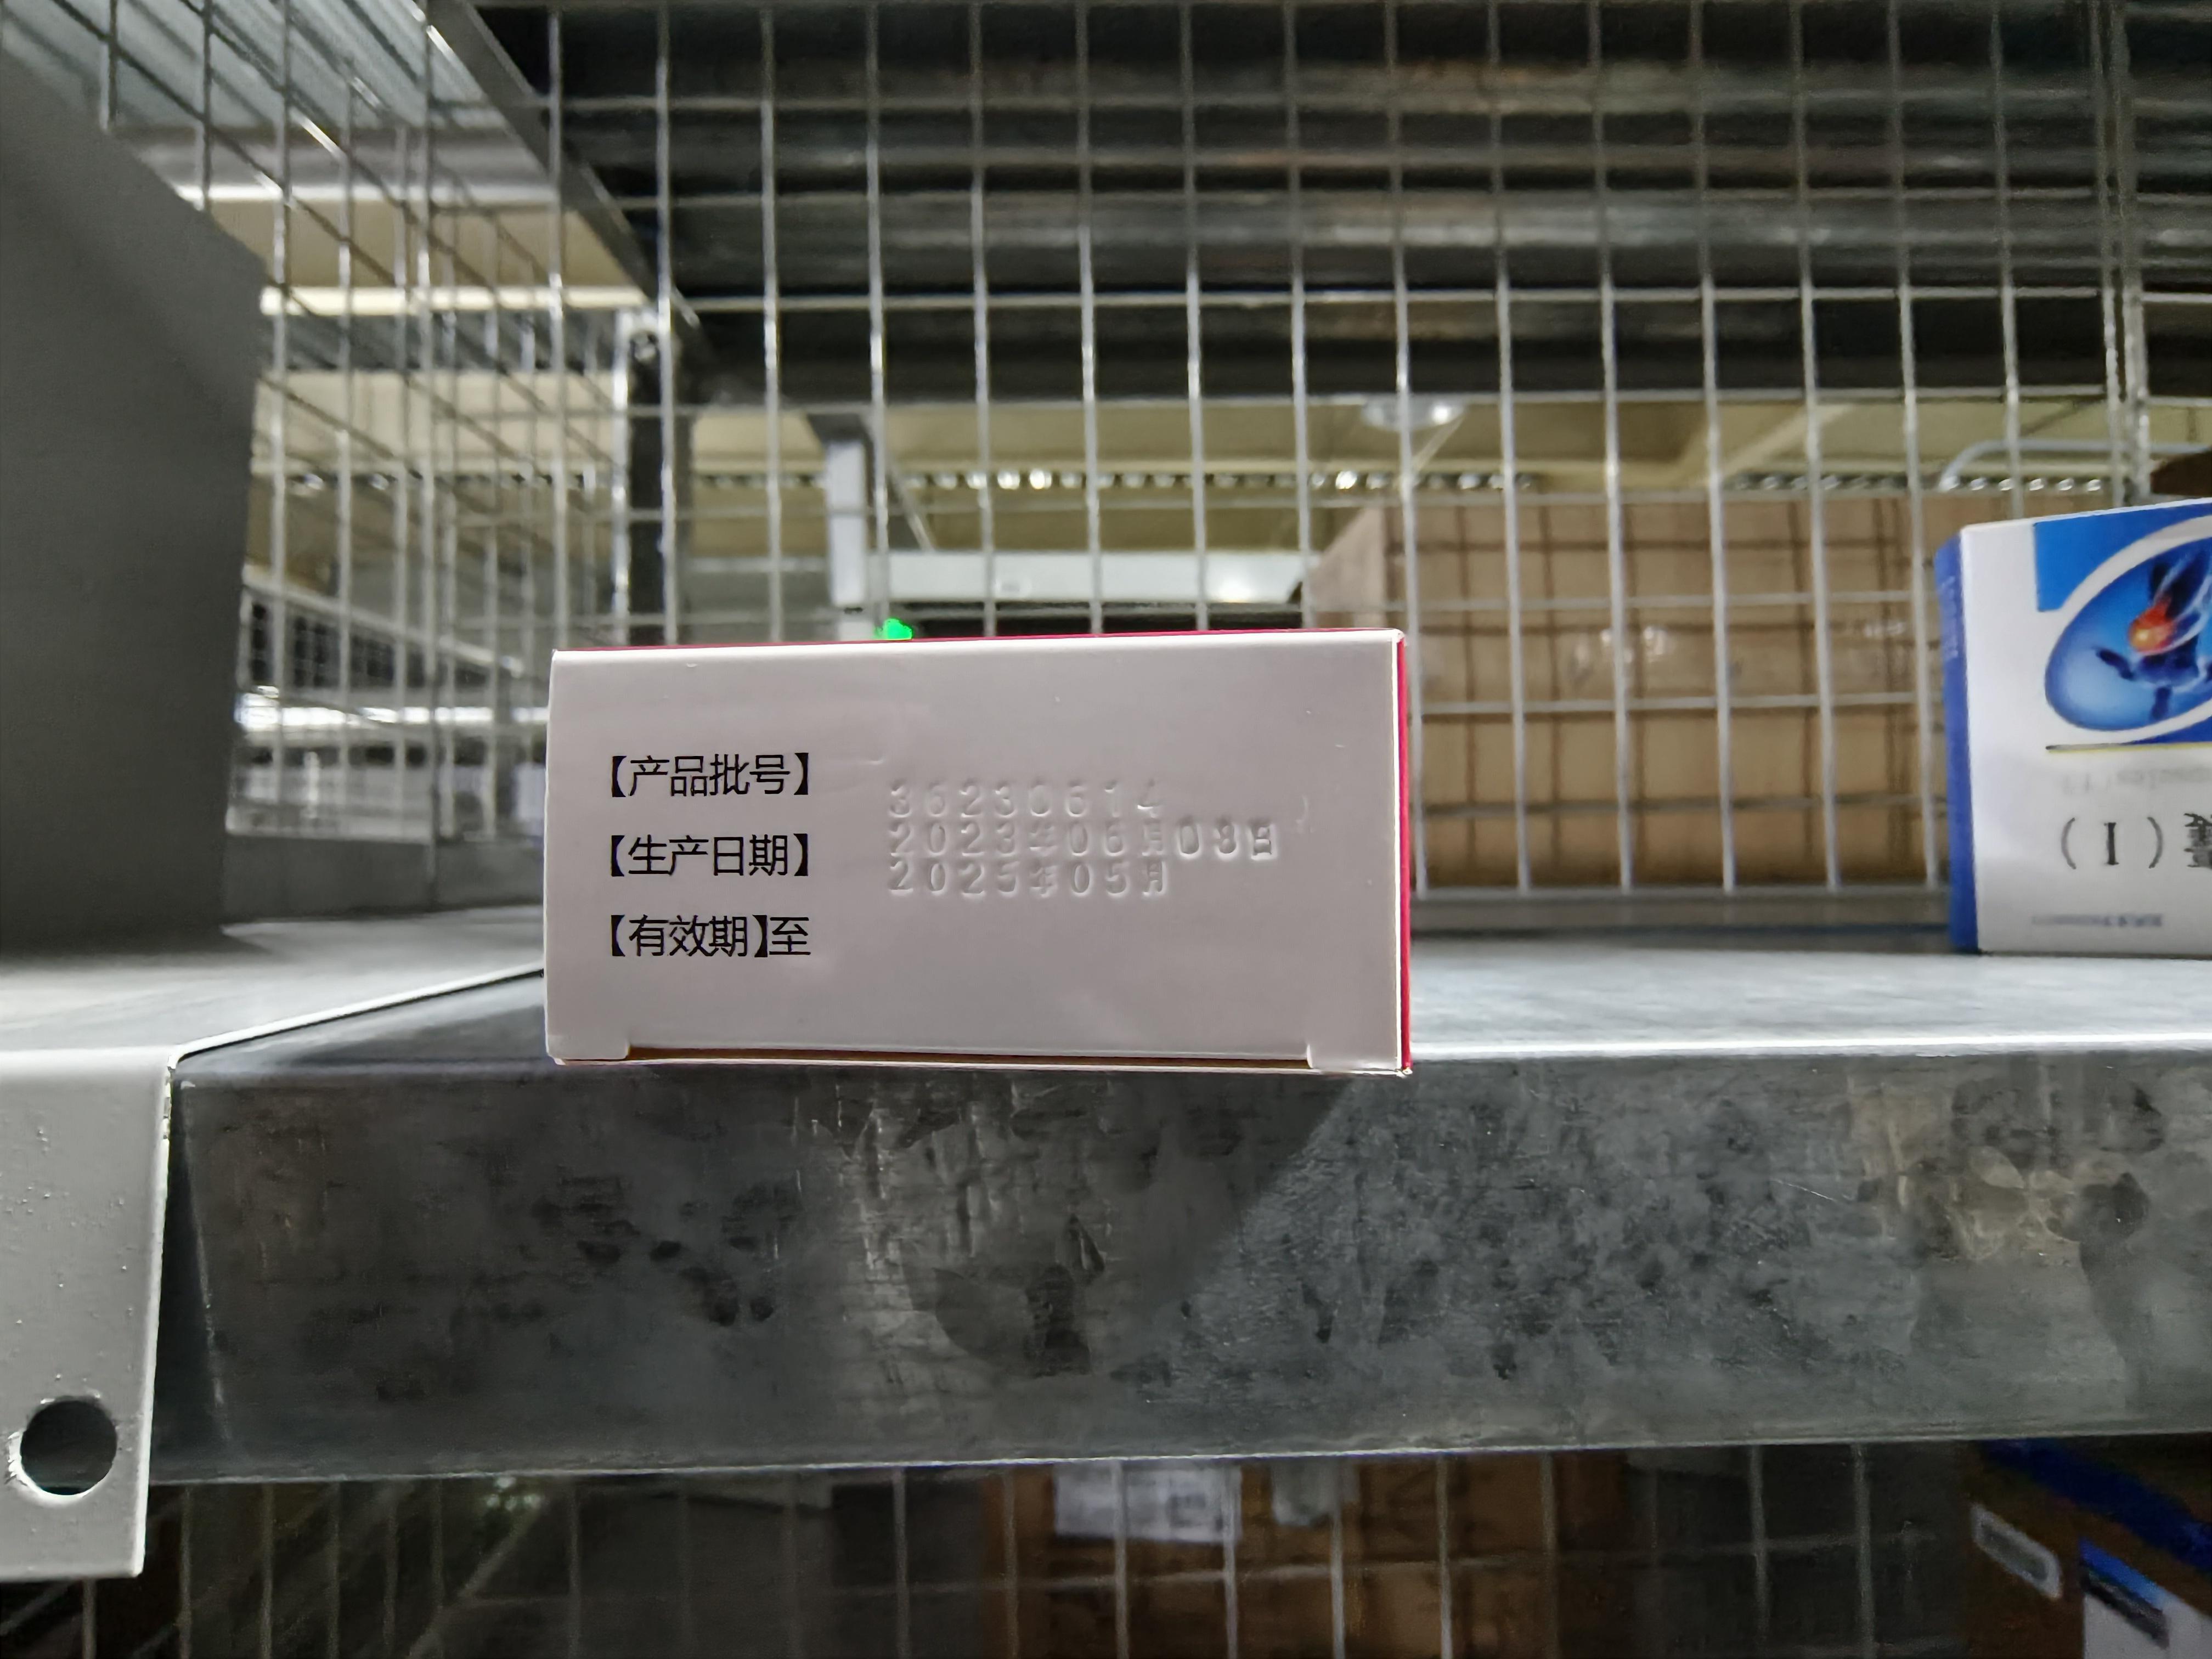 【产品批号】
36230614
【生产日期】
2023年06月09日
【有效期】至
2025年05月
( I )